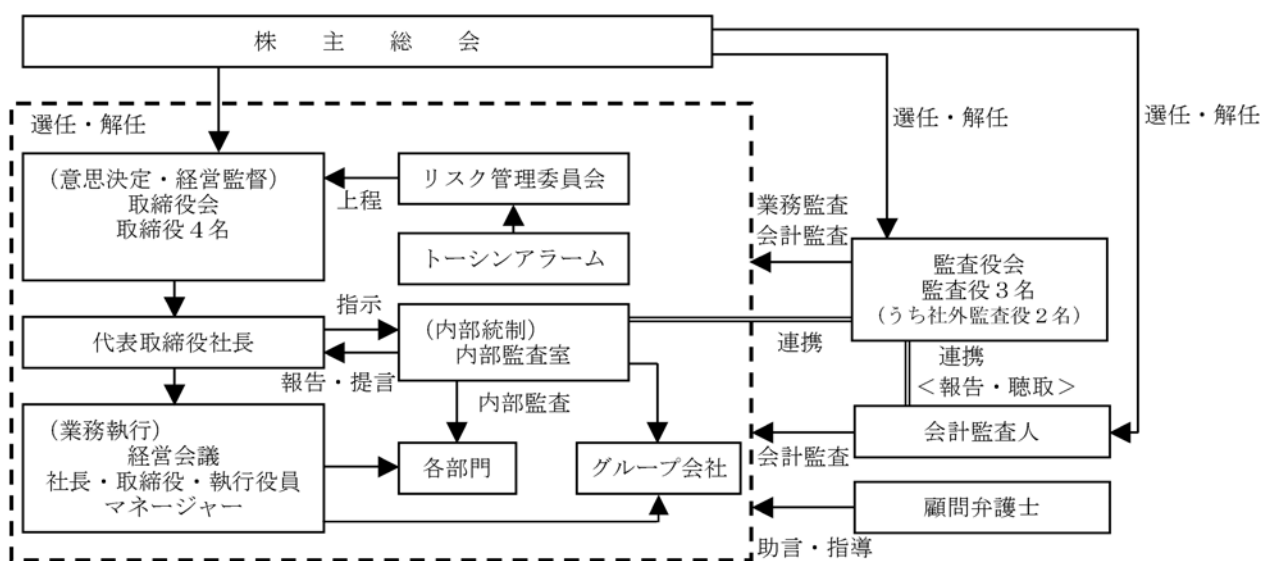 株 主 総 会
選任・解任
選任・解任
選任・解任
(意思決定・経営監督)
取締役会
取締役4名
上程
リスク管理委員会
トーシンアラーム
業務監査
会計監査
監査役会
監査役3名
(うち社外監査役2名)
代表取締役社長
指示
報告・提言
(内部統制)
内部監査室
連携
連携
<報告・聴取>
内部監査
(業務執行)
経営会議
社長・取締役・執行役員
マネージャー
各部門
グループ会社
会計監査
会計監査人
顧問弁護士
助言・指導